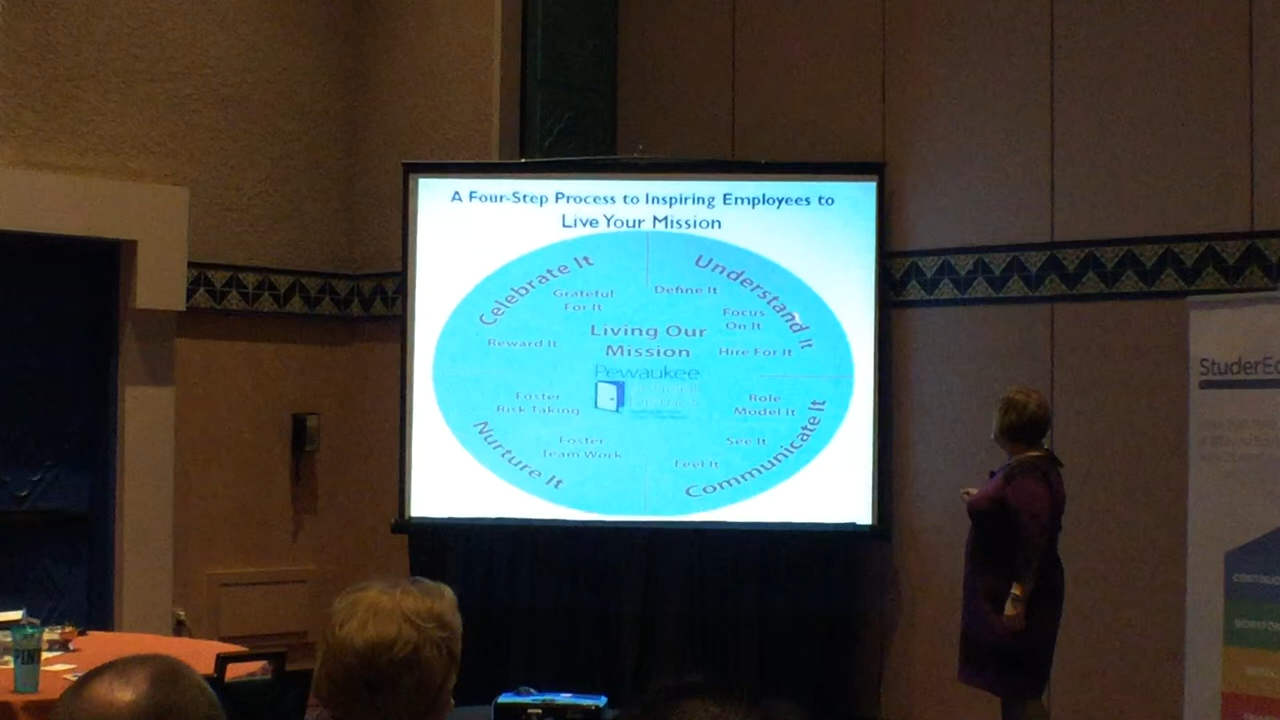 A Four-Step Process to Inspiring Employees to
Live Your Mission
Celebrate It
Understand It
Grateful
For It
Define It
Focus
On It
Reward It
Living Our
Mission
Hire For It
Pewaukee
Foster
Risk Taking
Role
Model It
Foster
Team Work
See It
Feel It
Nurture It
Communicate It
StuderEd
PINK